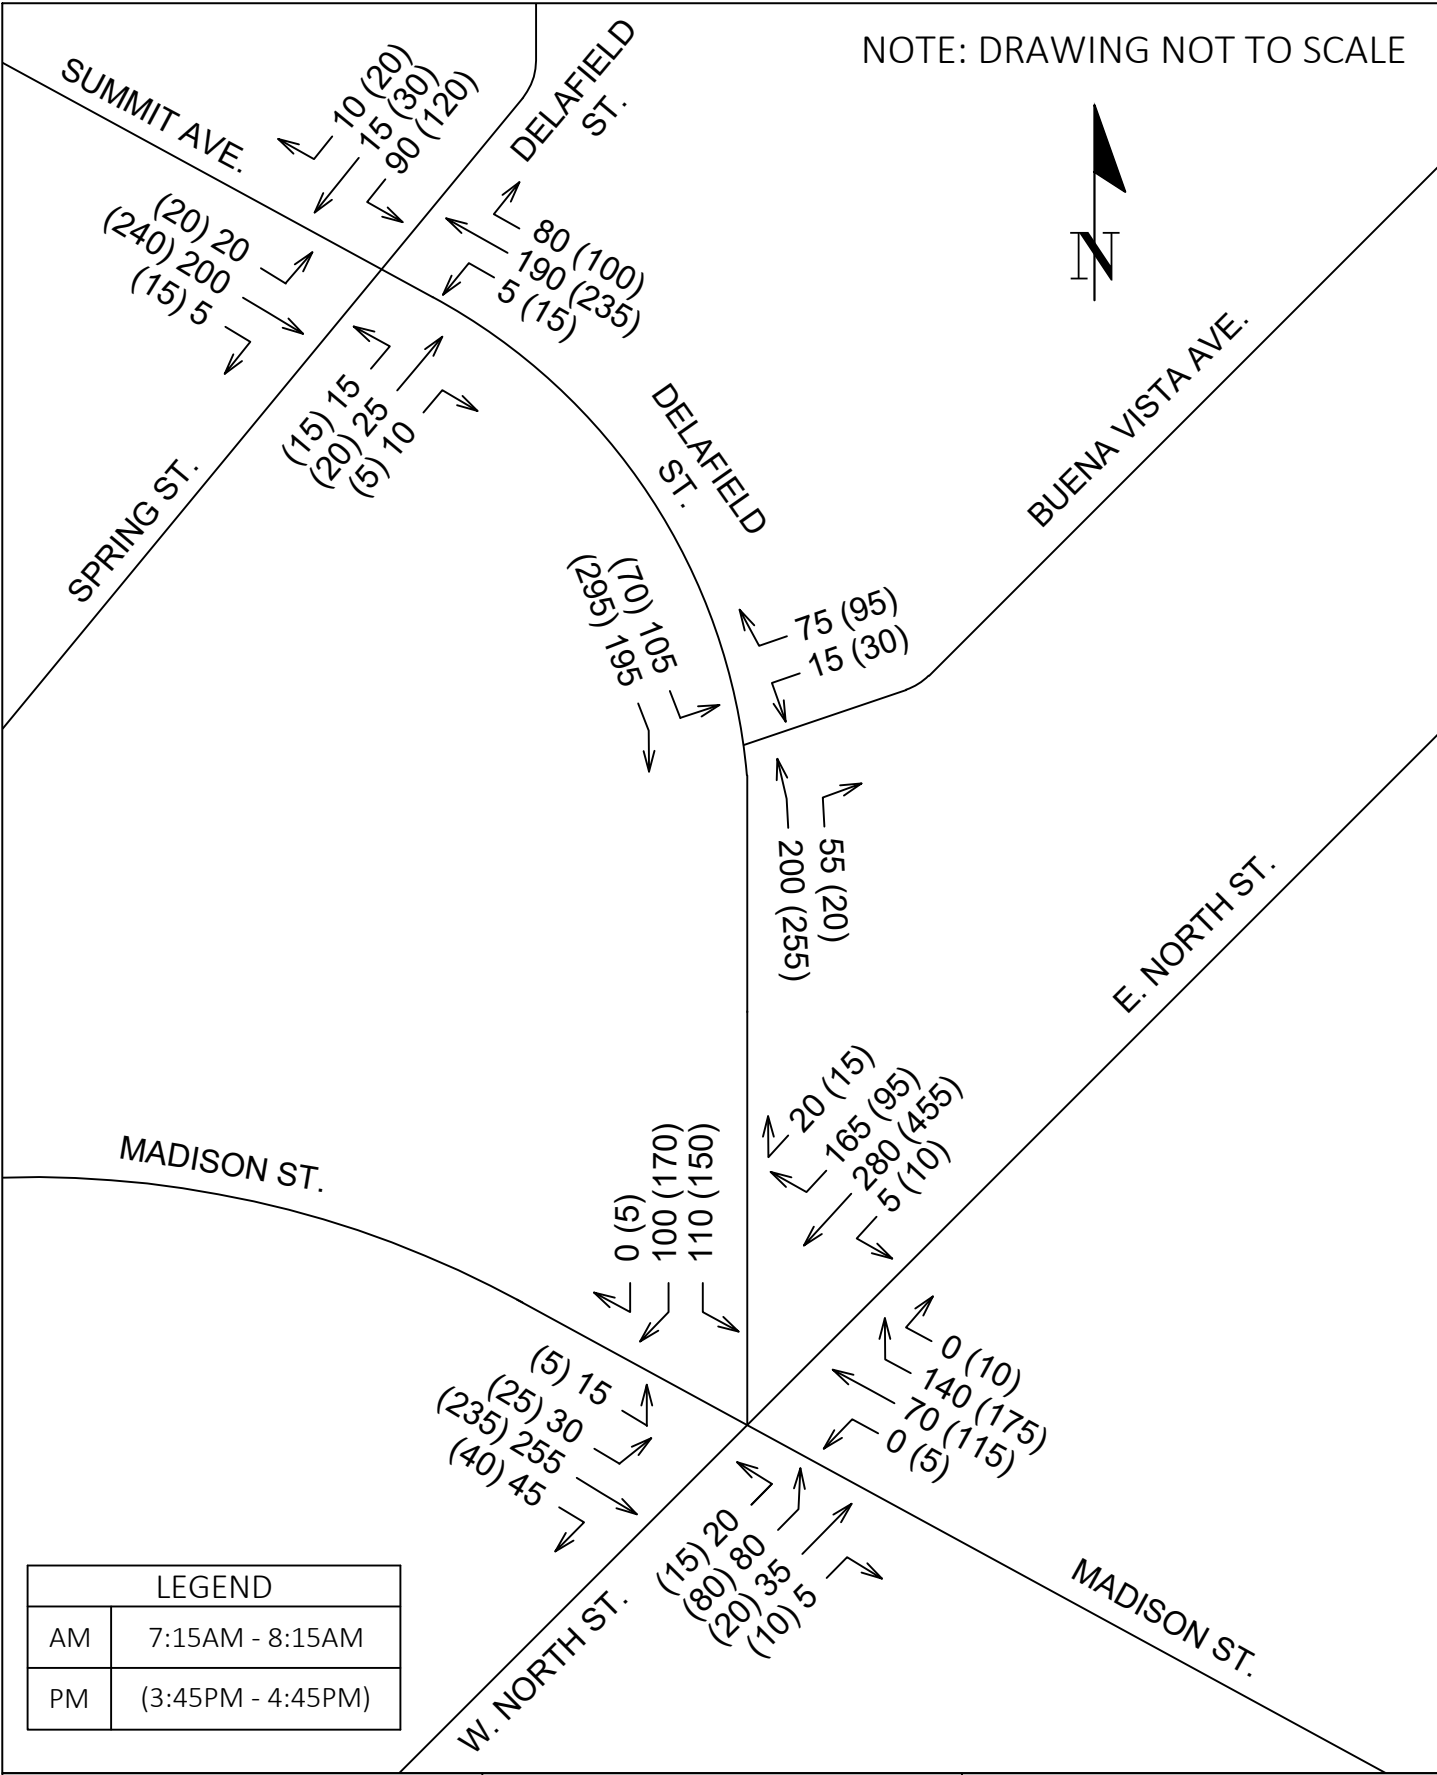 NOTE: DRAWING NOT TO SCALE
N
SUMMIT AVE.
DELAFIELD
ST.
10 (20)
15 (30)
90 (120)
(20) 20
(240) 200
(15) 5
80 (100)
190 (235)
5 (15)
(15) 15
(20) 25
(5) 10
SPRING ST.
DELAFIELD
ST.
BUENA VISTA AVE.
(70) 105
(295) 195
75 (95)
15 (30)
55 (20)
200 (255)
E. NORTH ST.
MADISON ST.
0 (5)
100 (170)
110 (150)
20 (15)
165 (95)
280 (455)
5 (10)
(5) 15
(25) 30
(235) 255
(40) 45
0 (10)
140 (175)
70 (115)
0 (5)
(15) 20
(80) 80
(20) 35
(10) 5
W. NORTH ST.
MADISON ST.
LEGEND
AM 7:15AM - 8:15AM
PM (3:45PM - 4:45PM)